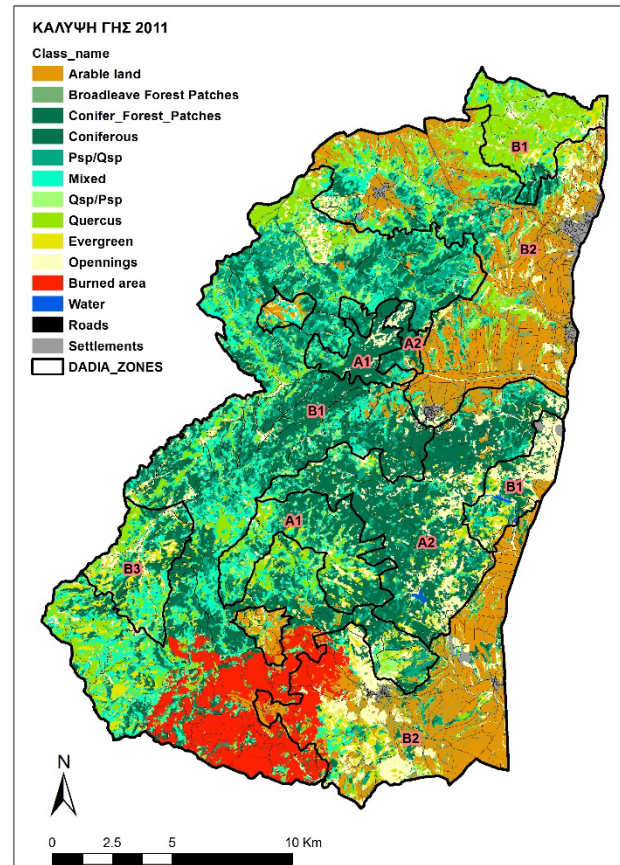 ΚΑΛΥΨΗ ΓΗΣ 2011
Class_name
Arable land
Broadleave Forest Patches
Conifer_Forest_Patches
Coniferous
Psp/Qsp
Mixed
Qsp/Psp
Quercus
Evergreen
Opennings
Burned area
Water
Roads
Settlements
DADIA_ZONES
B1
B2
A2
A1
B1
B1
A1
A2
B3
B2
N
0 2.5 5 10 Km